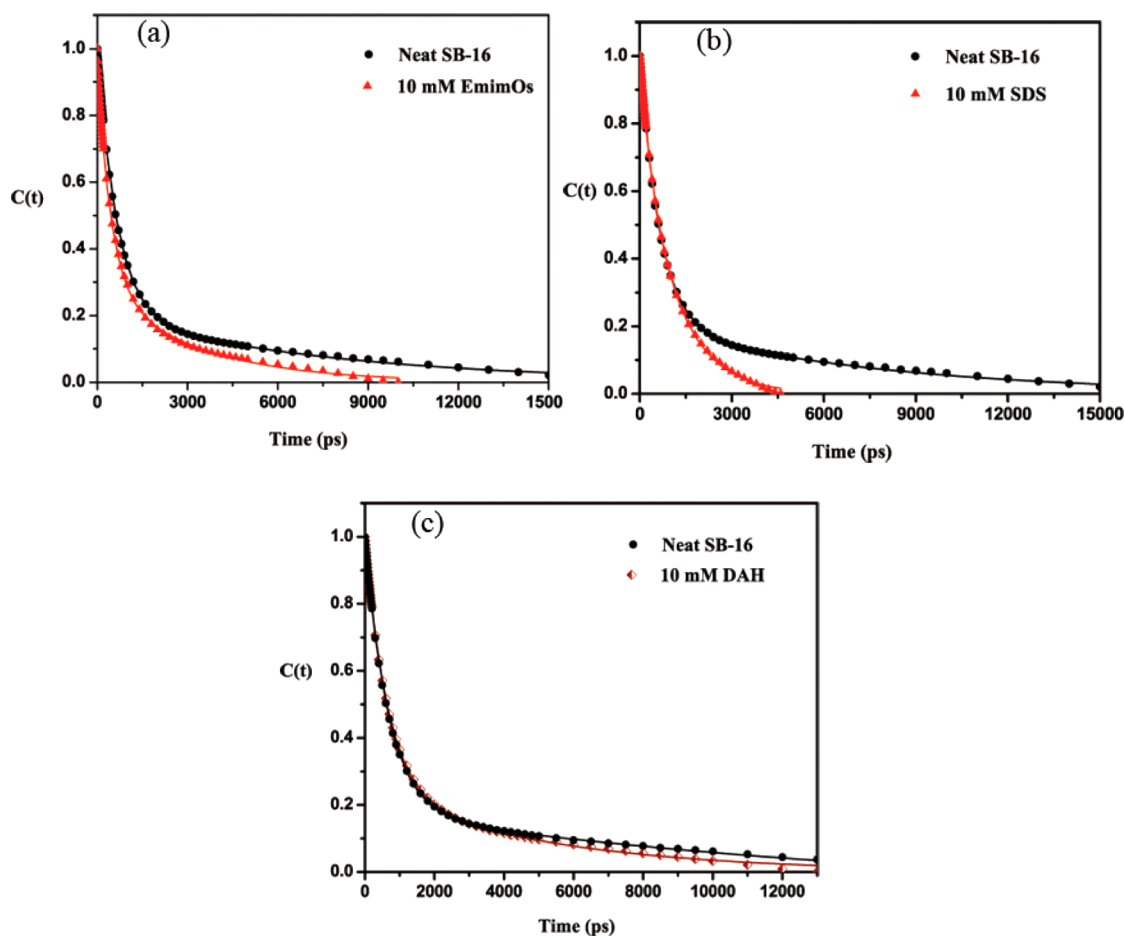 (a)
Neat SB-16
10 mM EmimOs
C(t)
1.0
0.8
0.6
0.4
0.2
0.0
0 3000 6000 9000 12000 1500
Time (ps)
(b)
Neat SB-16
10 mM SDS
C(t)
1.0
0.8
0.6
0.4
0.2
0.0
0 3000 6000 9000 12000 15000
Time (ps)
(c)
Neat SB-16
10 mM DAH
C(t)
1.0
0.8
0.6
0.4
0.2
0.0
0 2000 4000 6000 8000 10000 12000
Time (ps)